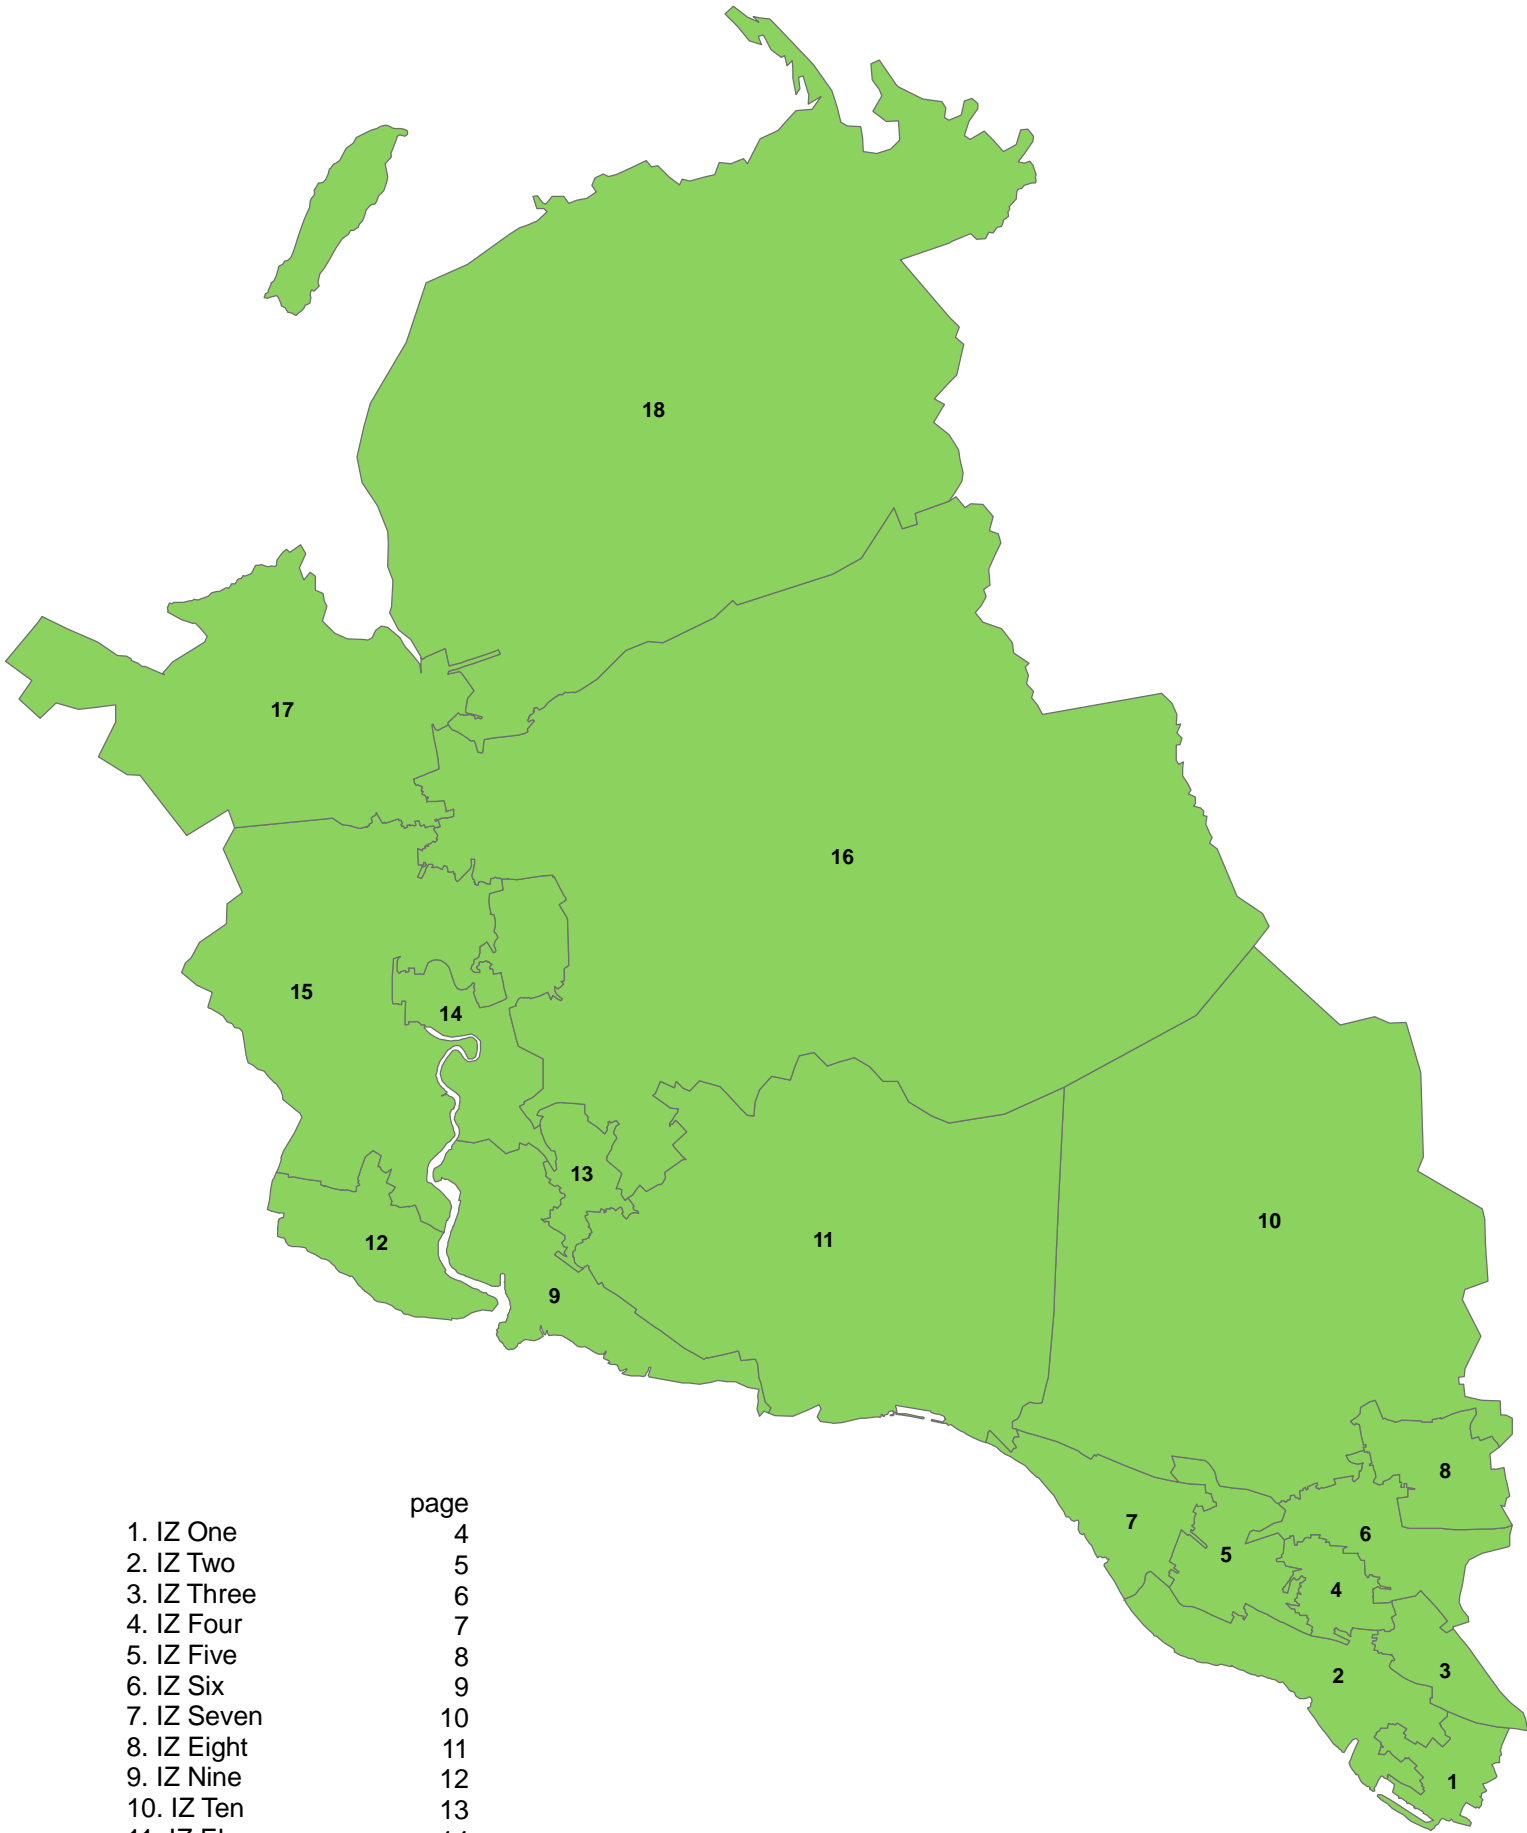 18
17
16
15
14
13
12
11
10
9
8
7
6
5
4
3
2
1
page
1. IZ One 4
2. IZ Two 5
3. IZ Three 6
4. IZ Four 7
5. IZ Five 8
6. IZ Six 9
7. IZ Seven 10
8. IZ Eight 11
9. IZ Nine 12
10. IZ Ten 13